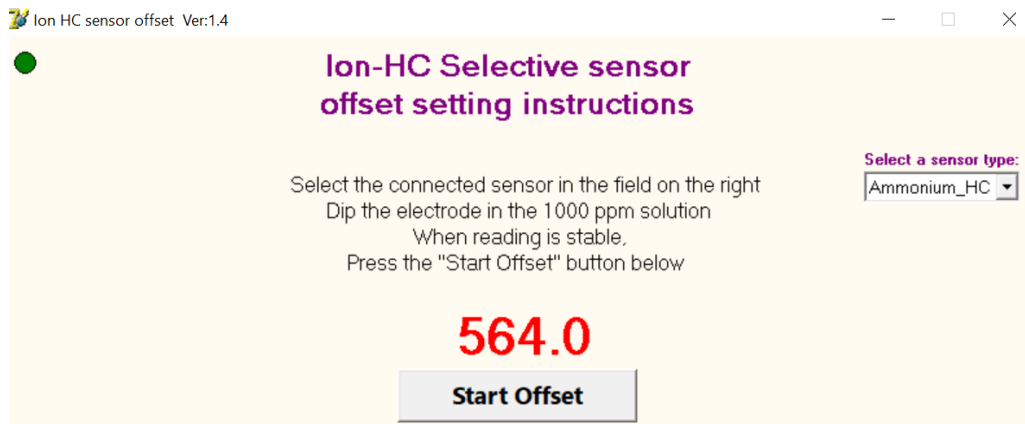 Ion HC sensor offset Ver:1.4
Ion-HC Selective sensor
offset setting instructions
Select a sensor type:
Ammonium_HC
Select the connected sensor in the field on the right
Dip the electrode in the 1000 ppm solution
When reading is stable,
Press the "Start Offset" button below
564.0
Start Offset